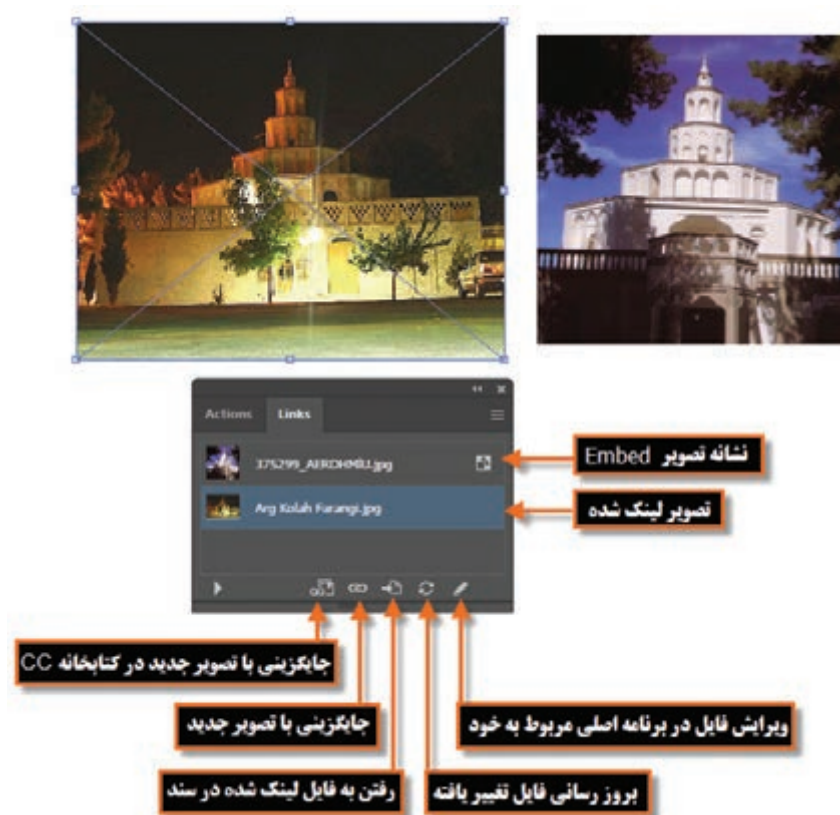 Actions Links
375299_AEROHMIU.jpg
نشانه تصویر Embed
Arg Kolah Farangi.jpg
تصویر لینک شده
جایگزینی با تصویر جدید در کتابخانه CC
جایگزینی با تصویر جدید
ویرایش فایل در برنامه اصلی مربوط به خود
رفتن به فایل لینک شده در سند
بروز رسانی فایل تغییر یافته